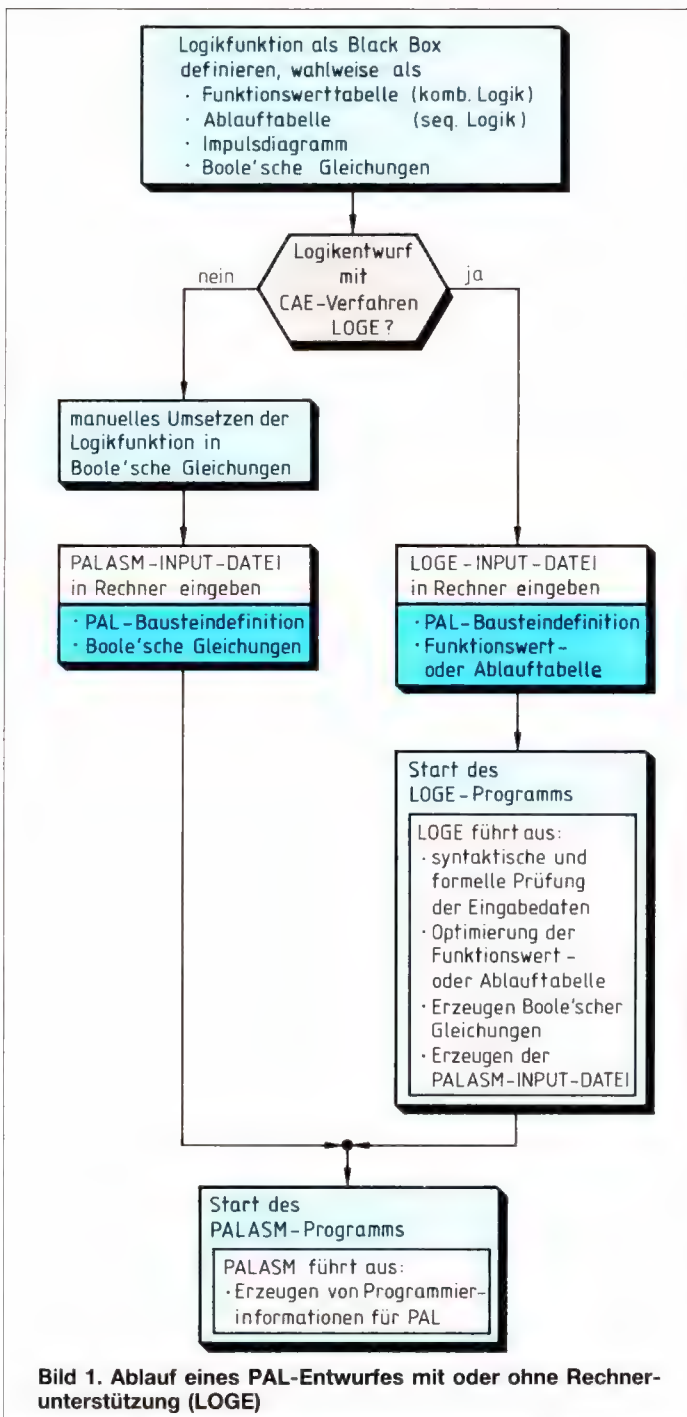 Logikfunktion als Black Box
definieren, wahlweise als
· Funktionswerttabelle (komb. Logik)
· Ablauftabelle (seq. Logik)
· Impulsdiagramm
· Boole'sche Gleichungen
Logikentwurf
mit
CAE-Verfahren
LOGE?
nein
ja
manuelles Umsetzen der
Logikfunktion in
Boole'sche Gleichungen
PALASM-INPUT-DATEI
in Rechner eingeben
· PAL-Bausteindefinition
· Boole'sche Gleichungen
LOGE-INPUT-DATEI
in Rechner eingeben
· PAL-Bausteindefinition
· Funktionswert-
oder Ablauftabelle
Start des
LOGE-Programms
LOGE führt aus:
· syntaktische und
formelle Prüfung
der Eingabedaten
· Optimierung der
Funktionswert-
oder Ablauftabelle
· Erzeugen Boole'scher
Gleichungen
· Erzeugen der
PALASM-INPUT-DATEI
Start des
PALASM-Programms
PALASM führt aus:
· Erzeugen von Programmier-
informationen für PAL
Bild 1. Ablauf eines PAL-Entwurfes mit oder ohne Rechner-
unterstützung (LOGE)